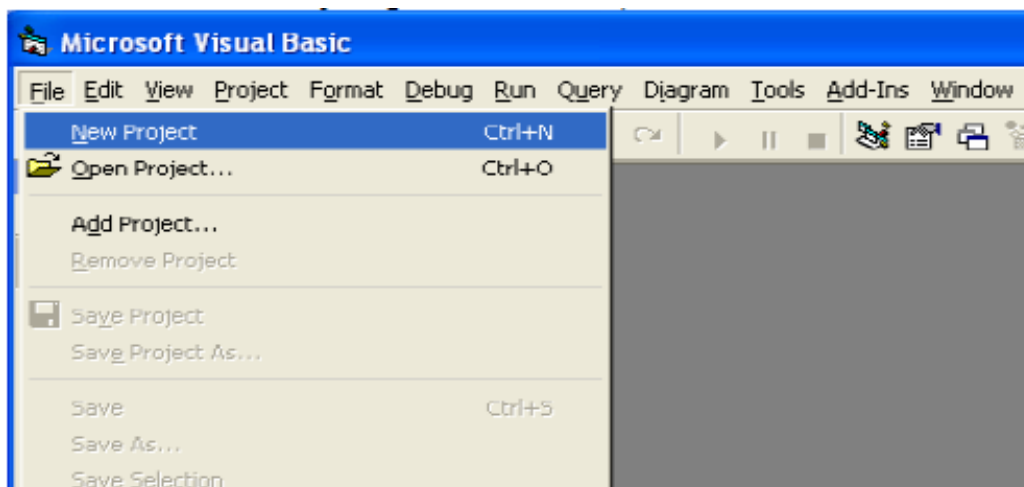 Microsoft Visual Basic
File Edit View Project Format Debug Run Query Diagram Tools Add-Ins Window
New Project Ctrl+N
Open Project... Ctrl+O
Add Project...
Remove Project
Save Project
Save Project As...
Save Ctrl+S
Save As...
Save Selection